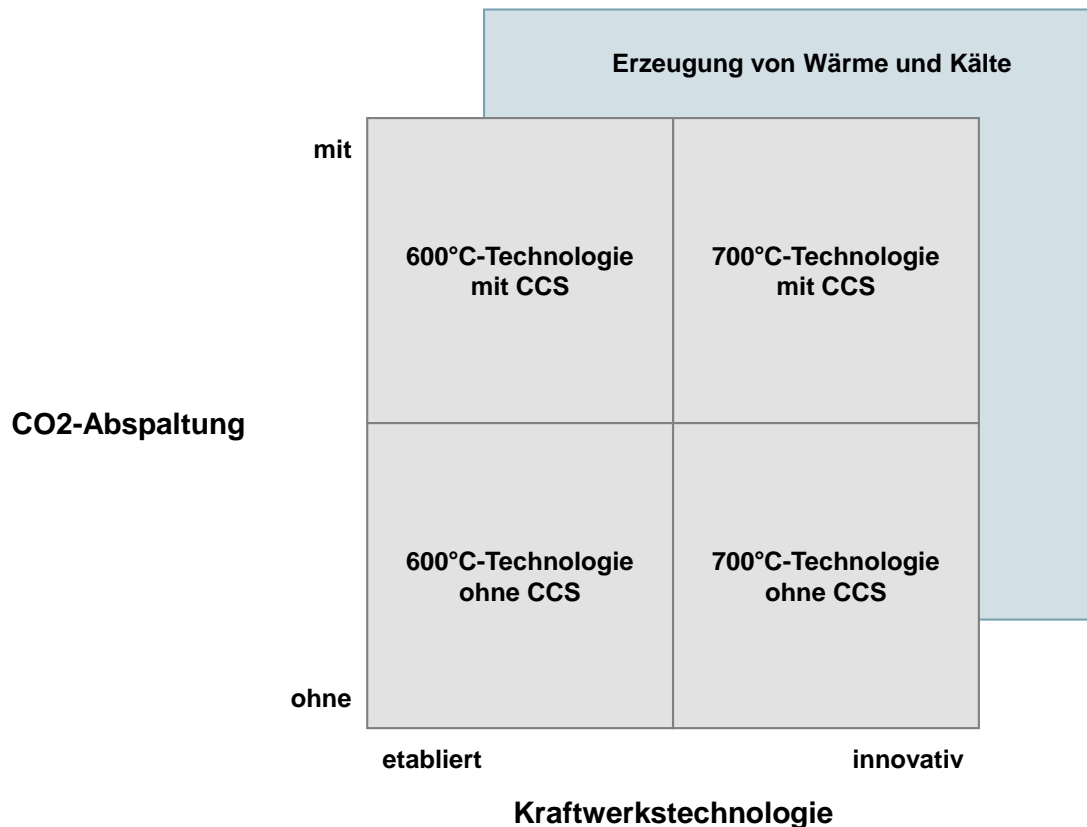 Erzeugung von Wärme und Kälte
mit
600°C-Technologie
mit CCS
700°C-Technologie
mit CCS
CO2-Abspaltung
600°C-Technologie
ohne CCS
700°C-Technologie
ohne CCS
ohne
etabliert
innovativ
Kraftwerkstechnologie